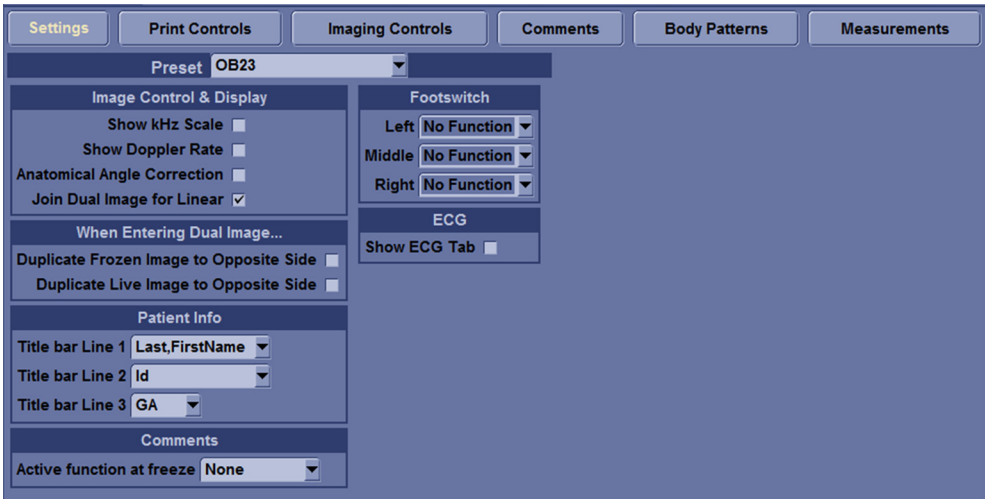 Settings Print Controls Imaging Controls Comments Body Patterns Measurements
Preset OB23
Image Control & Display
Show kHz Scale
Show Doppler Rate
Anatomical Angle Correction
Join Dual Image for Linear
When Entering Dual Image...
Duplicate Frozen Image to Opposite Side
Duplicate Live Image to Opposite Side
Patient Info
Title bar Line 1 Last,FirstName
Title bar Line 2 Id
Title bar Line 3 GA
Comments
Active function at freeze None
Footswitch
Left No Function
Middle No Function
Right No Function
ECG
Show ECG Tab